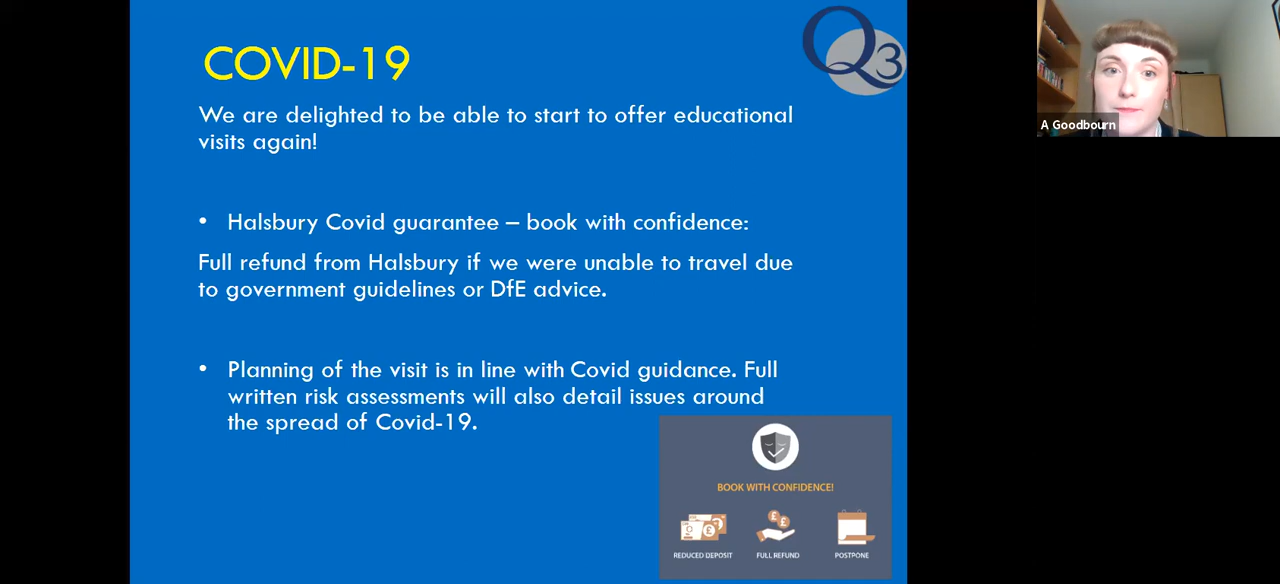 COVID-19
Q3
We are delighted to be able to start to offer educational
visits again!
• Halsbury Covid guarantee – book with confidence:
Full refund from Halsbury if we were unable to travel due
to government guidelines or DfE advice.
• Planning of the visit is in line with Covid guidance. Full
written risk assessments will also detail issues around
the spread of Covid-19.
BOOK WITH CONFIDENCE!
REDUCED DEPOSIT
FULL REFUND
POSTPONE
A Goodbourn